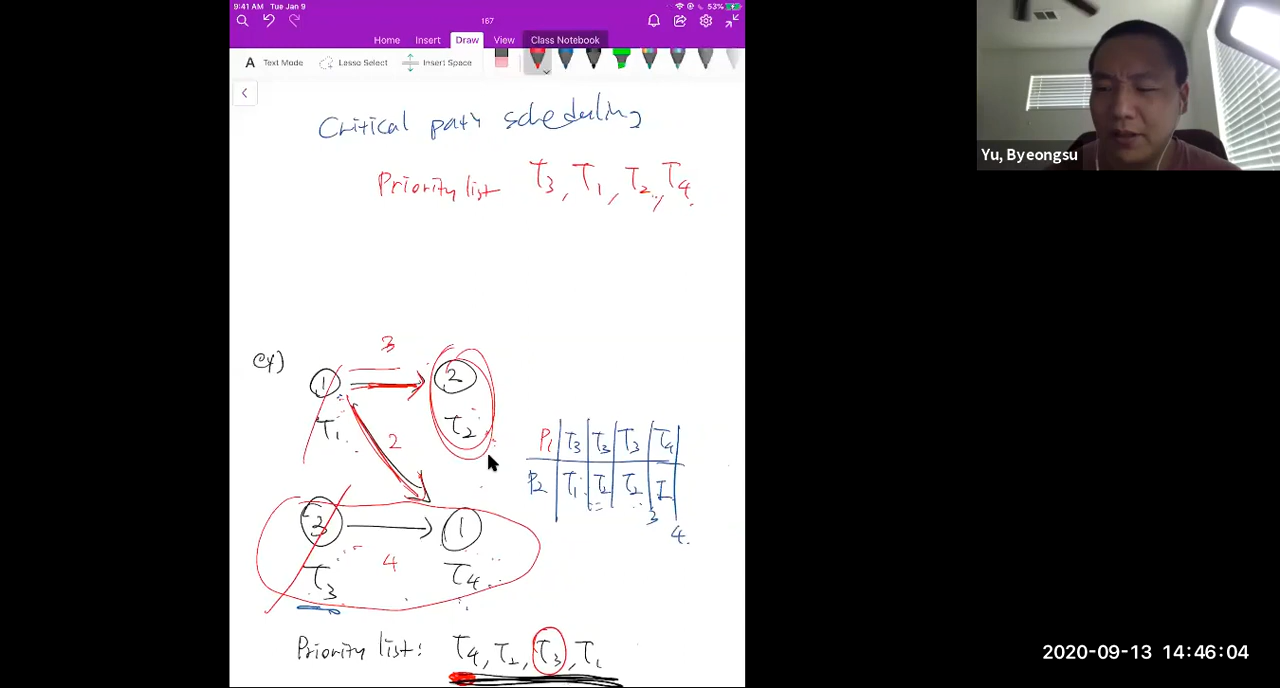 9:41 AM Tue Jan 9
53%
167
Home Insert Draw View Class Notebook
A Text Mode Lasso Select Insert Space
Critical path scheduling
Priority list T3, T1, T2, T4
ex)
3
1
2
T1
T2
2
P1 T3 T3 T3 T4
P2 T1 T2 T2
3
4
3
1
4
T3
T4
Priority list: T4, T2, T3, T1
Yu, Byeongsu
2020-09-13 14:46:04